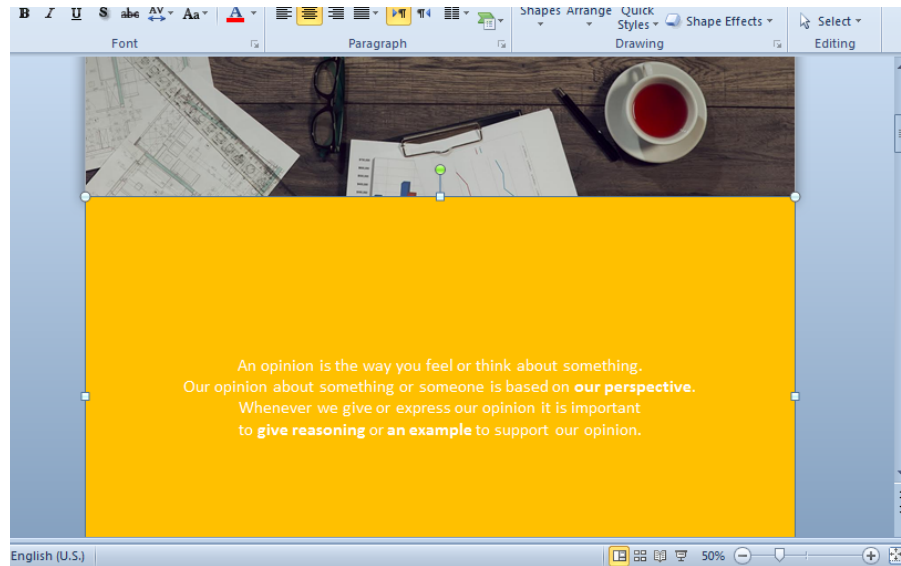 B I U S abc AV Aa A
Shapes Arrange Quick
Styles Shape Effects Select
Font Paragraph Drawing Editing
An opinion is the way you feel or think about something.
Our opinion about something or someone is based on our perspective.
Whenever we give or express our opinion it is important
to give reasoning or an example to support our opinion.
English (U.S.) 50%